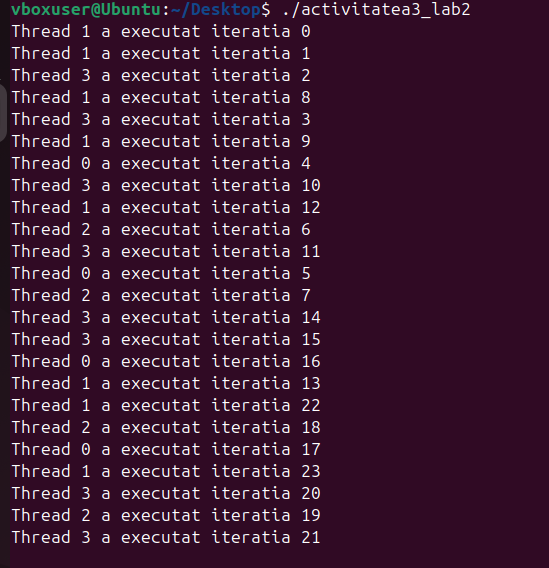 vboxuser@Ubuntu:~/Desktop$ ./activitatea3_lab2
Thread 1 a executat iteratia 0
Thread 1 a executat iteratia 1
Thread 3 a executat iteratia 2
Thread 1 a executat iteratia 8
Thread 3 a executat iteratia 3
Thread 1 a executat iteratia 9
Thread 0 a executat iteratia 4
Thread 3 a executat iteratia 10
Thread 1 a executat iteratia 12
Thread 2 a executat iteratia 6
Thread 3 a executat iteratia 11
Thread 0 a executat iteratia 5
Thread 2 a executat iteratia 7
Thread 3 a executat iteratia 14
Thread 3 a executat iteratia 15
Thread 0 a executat iteratia 16
Thread 1 a executat iteratia 13
Thread 1 a executat iteratia 22
Thread 2 a executat iteratia 18
Thread 0 a executat iteratia 17
Thread 1 a executat iteratia 23
Thread 3 a executat iteratia 20
Thread 2 a executat iteratia 19
Thread 3 a executat iteratia 21